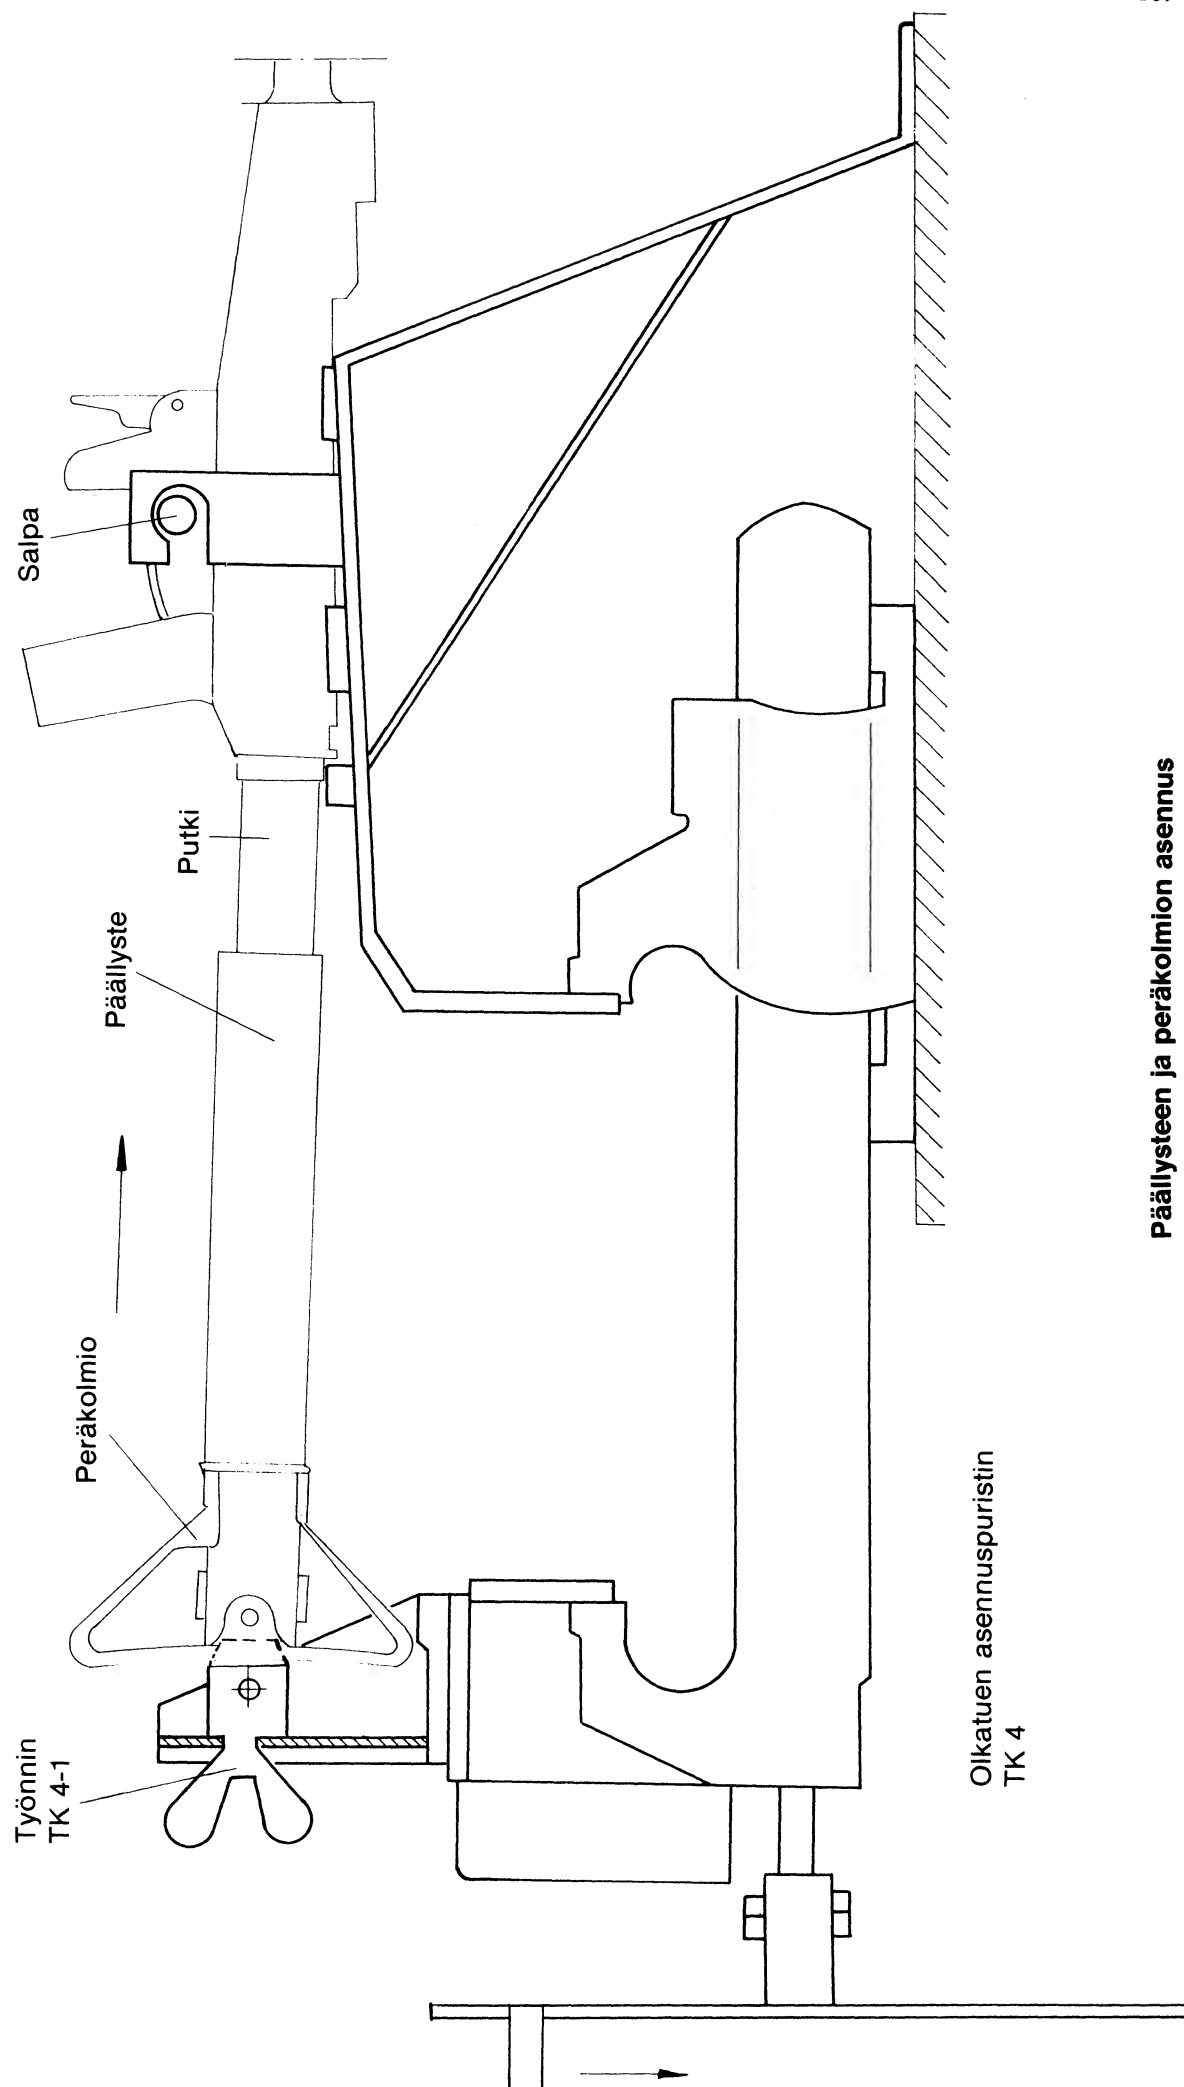 Työnnin
TK 4-1
Peräkolmio
Päällyste
Putki
Salpa
Olkatuen asennuspuristin
TK 4
Päällysteen ja peräkolmion asennus